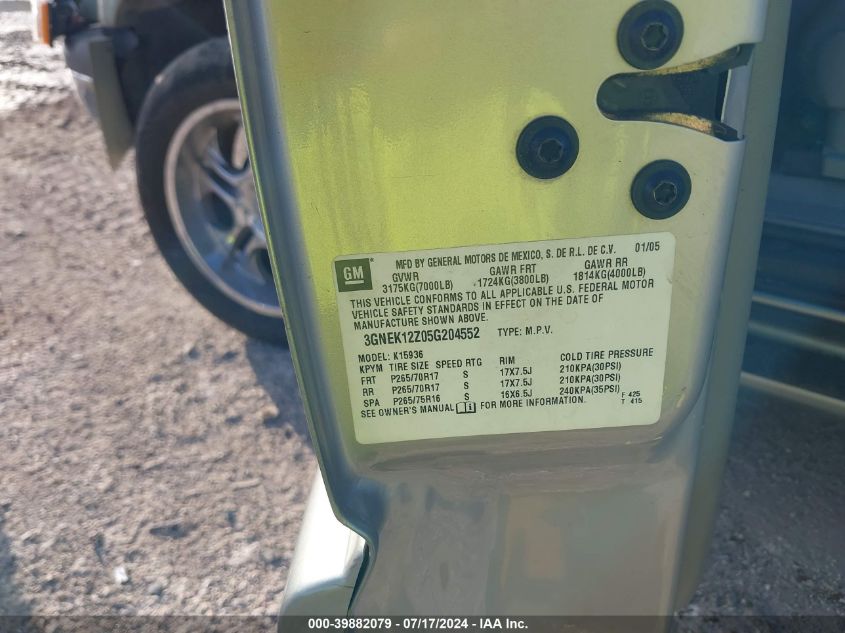 GM MFD BY GENERAL MOTORS DE MEXICO, S. DE R.L. DE C.V. 01/05
GVWR GAWR FRT GAWR RR
3175KG(7000LB) 1724KG(3800LB) 1814KG(4000LB)
THIS VEHICLE CONFORMS TO ALL APPLICABLE U.S. FEDERAL MOTOR
VEHICLE SAFETY STANDARDS IN EFFECT ON THE DATE OF
MANUFACTURE SHOWN ABOVE.
3GNEK12Z05G204552 TYPE: M.P.V.
MODEL: K15936
KPYM TIRE SIZE SPEED RTG RIM COLD TIRE PRESSURE
FRT P265/70R17 S 17X7.5J 210KPA(30PSI)
RR P265/70R17 S 17X7.5J 210KPA(30PSI)
SPA P265/75R16 S 16X6.5J 240KPA(35PSI) F 425
SEE OWNER'S MANUAL FOR MORE INFORMATION. T 415
000-39882079 - 07/17/2024 - IAAI Inc.